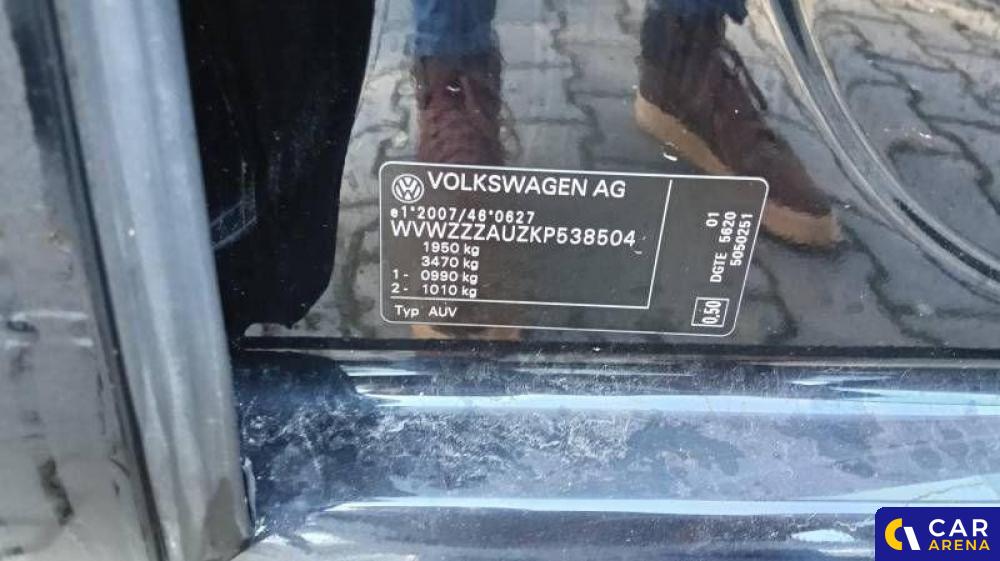 VOLKSWAGEN AG
e1*2007/46*0627
WVWZZZAUZKP538504
1950 kg
3470 kg
1 - 0990 kg
2 - 1010 kg
Typ AUV
01
DGTE 5620
5050251
0,50
CAR
ARENA